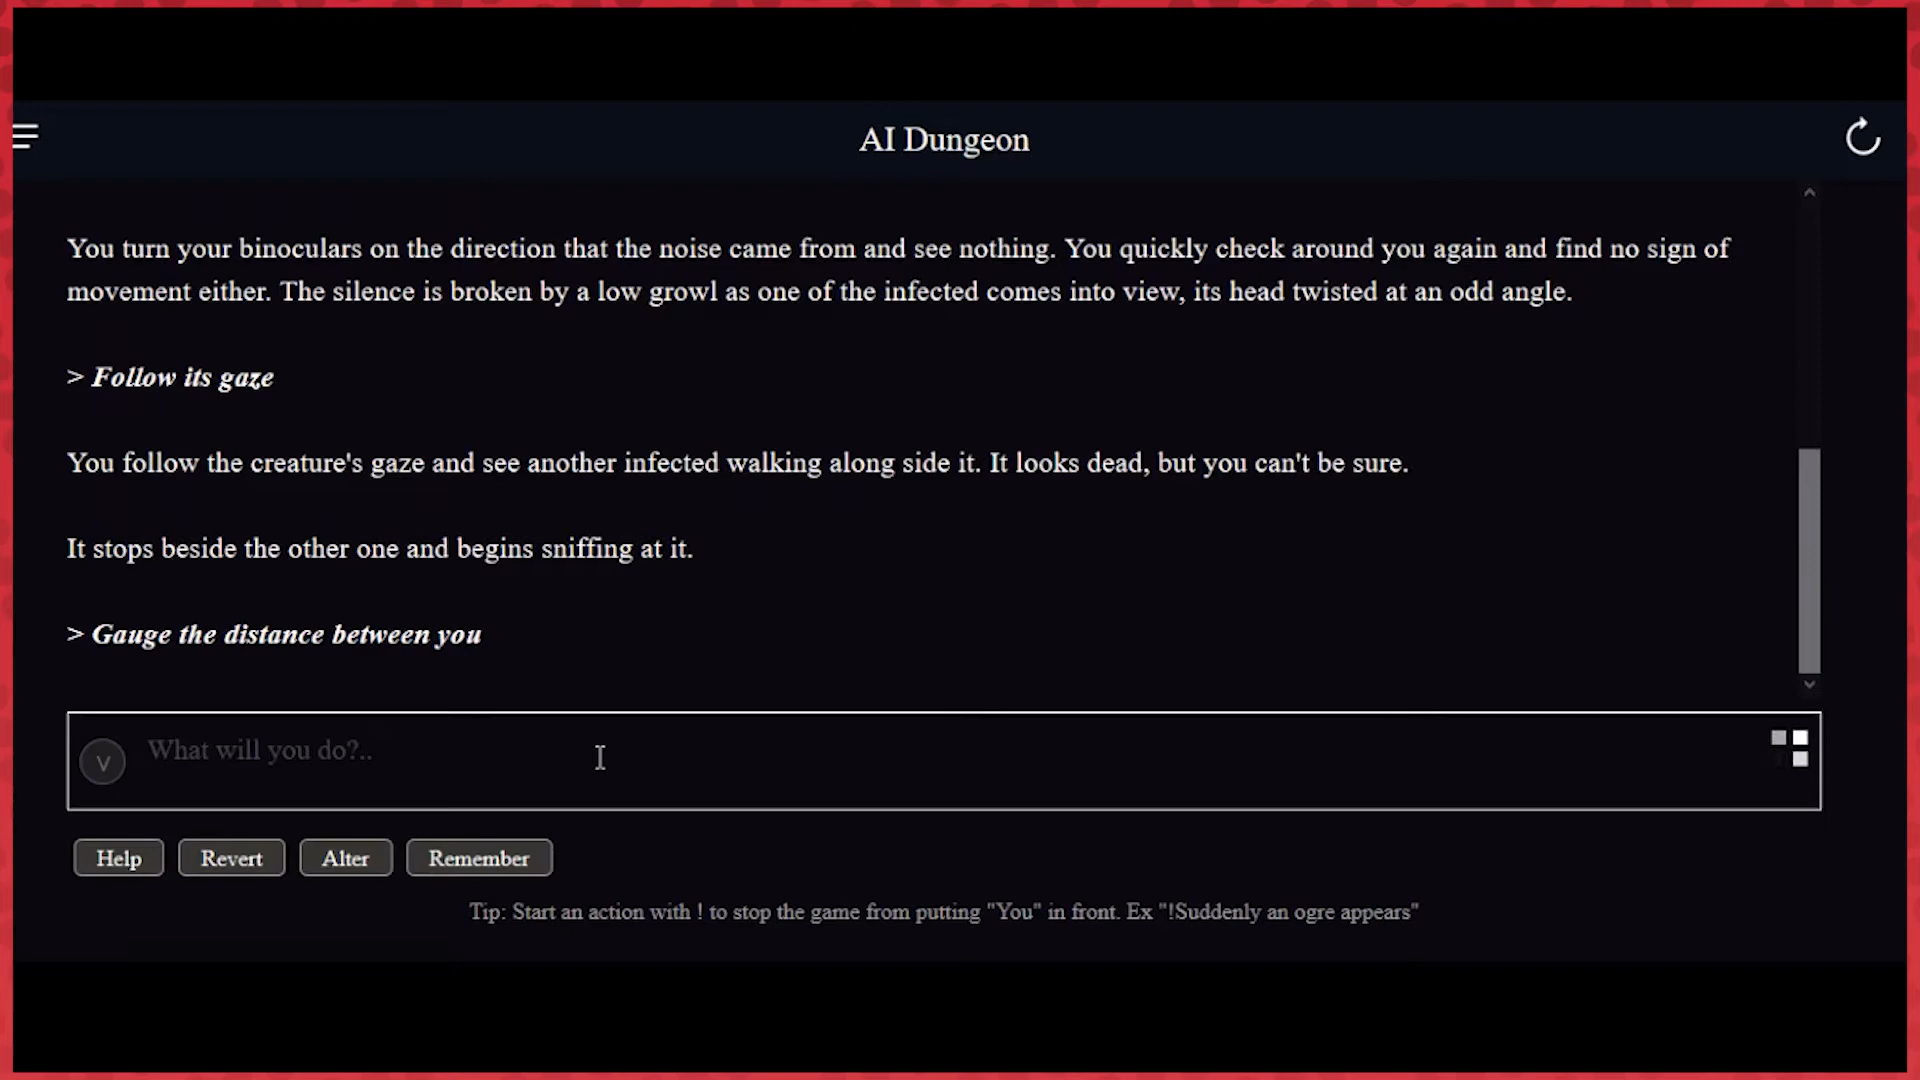 AI Dungeon
You turn your binoculars on the direction that the noise came from and see nothing. You quickly check around you again and find no sign of
movement either. The silence is broken by a low growl as one of the infected comes into view, its head twisted at an odd angle.
> Follow its gaze
You follow the creature's gaze and see another infected walking along side it. It looks dead, but you can't be sure.
It stops beside the other one and begins sniffing at it.
> Gauge the distance between you
V What will you do?..
Help Revert Alter Remember
Tip: Start an action with ! to stop the game from putting "You" in front. Ex "!Suddenly an ogre appears"